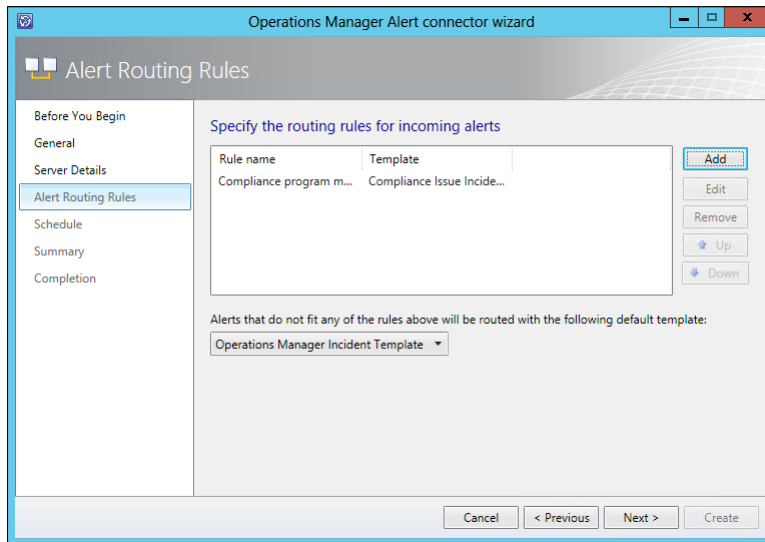 Operations Manager Alert connector wizard
Alert Routing Rules
Before You Begin
General
Server Details
Alert Routing Rules
Schedule
Summary
Completion
Specify the routing rules for incoming alerts
Rule name Template
Compliance program m... Compliance Issue Incide...
Add
Edit
Remove
Up
Down
Alerts that do not fit any of the rules above will be routed with the following default template:
Operations Manager Incident Template
Cancel < Previous Next > Create